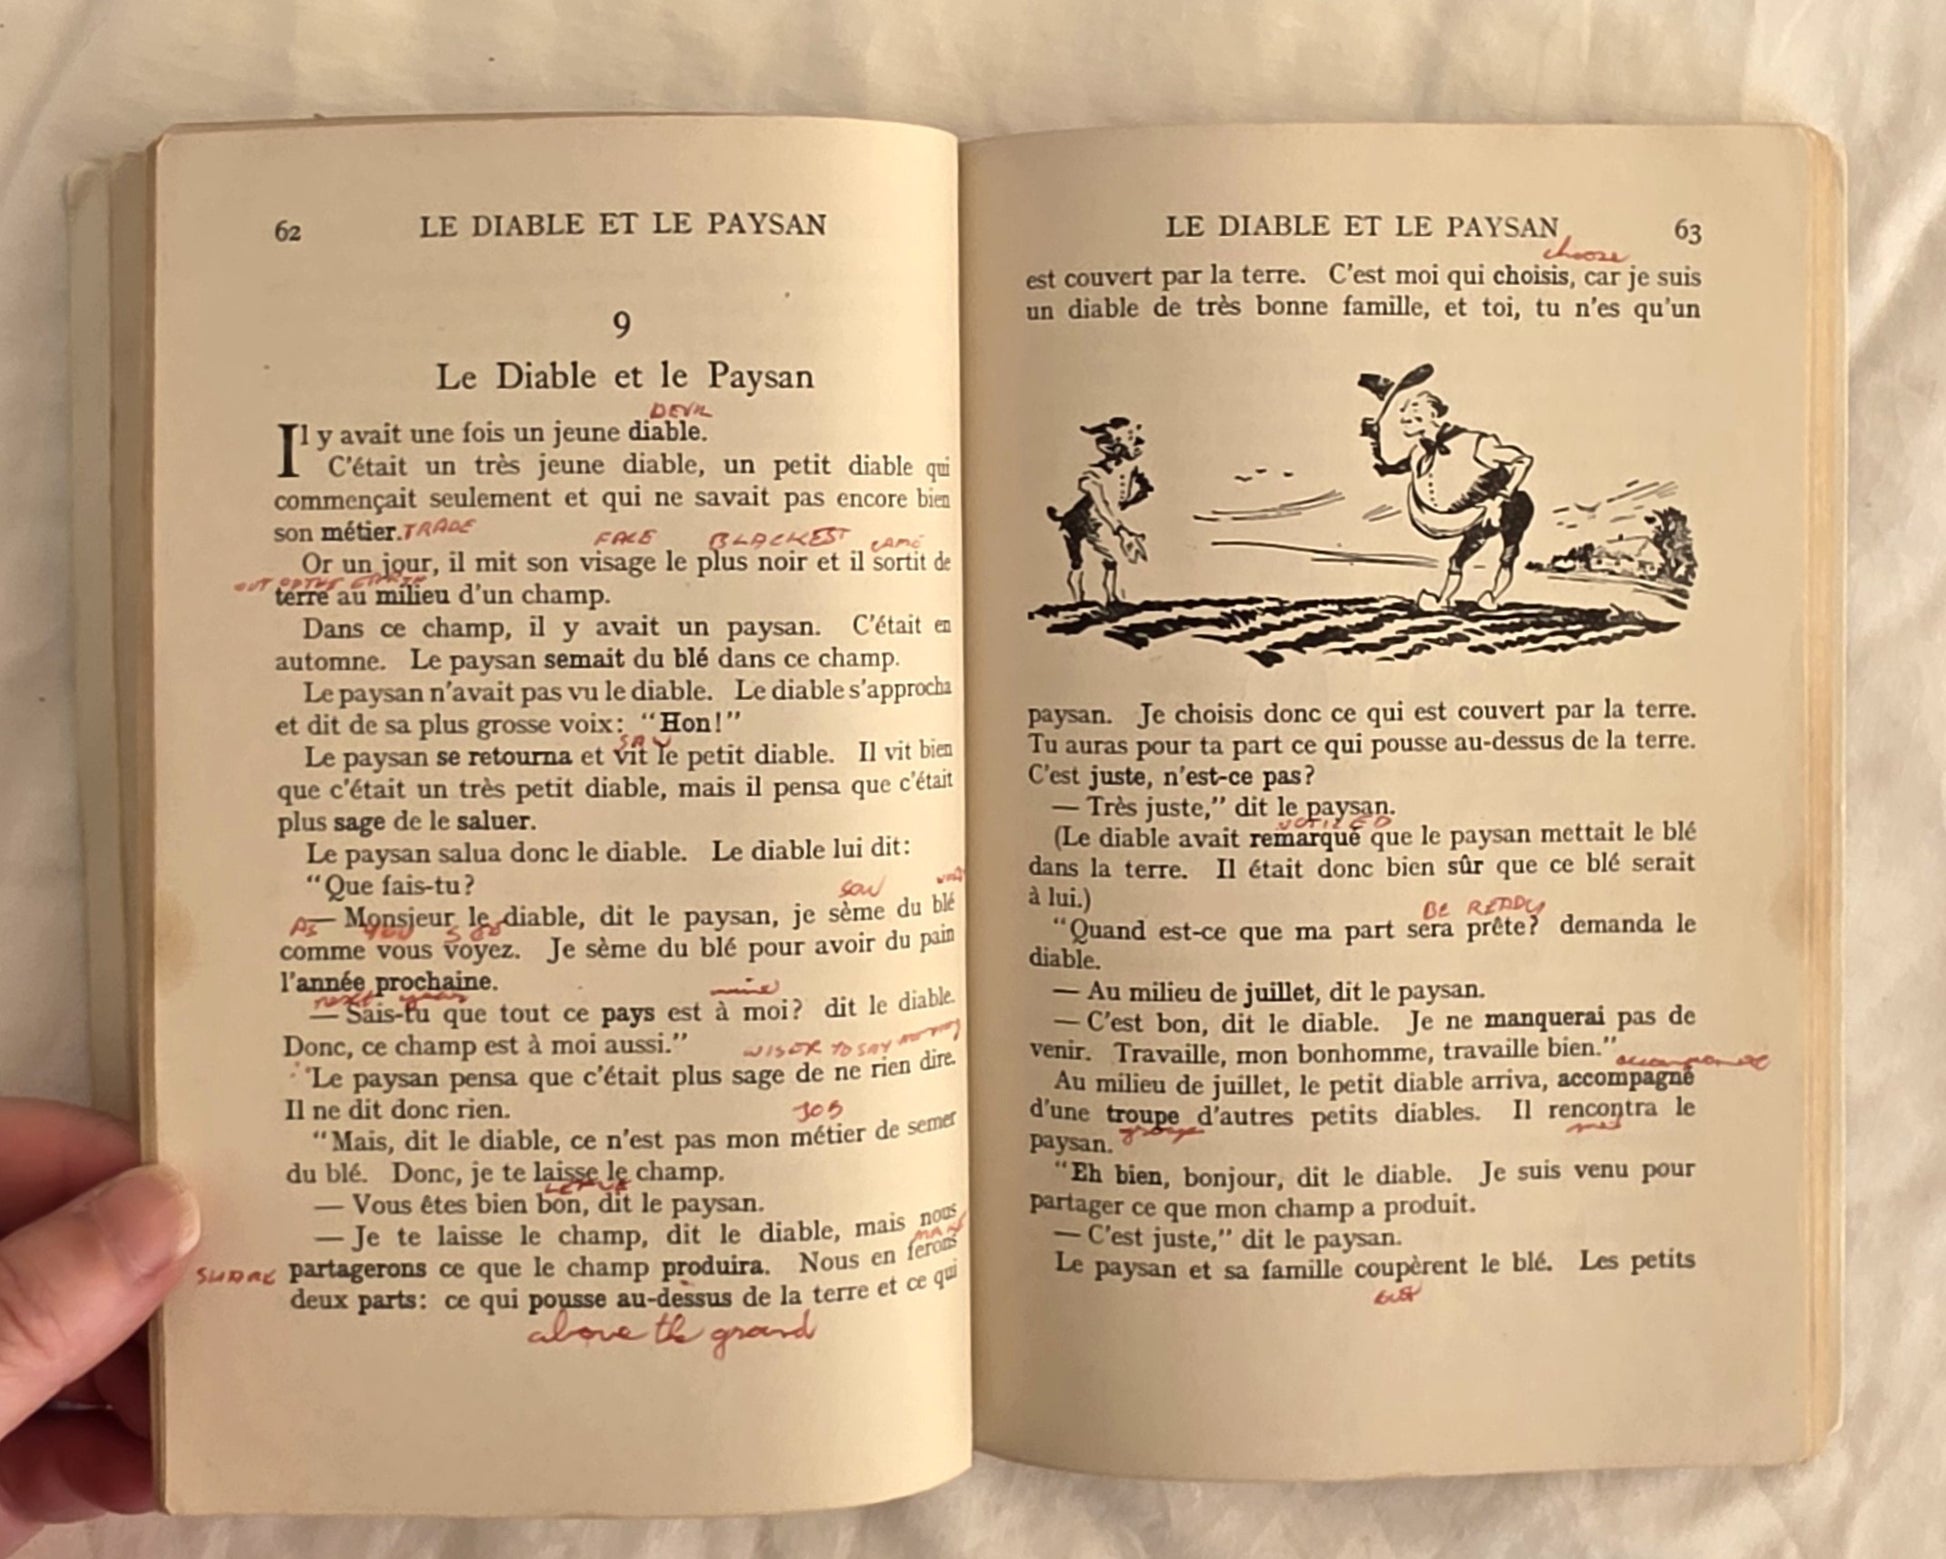 62 LE DIABLE ET LE PAYSAN
9
Le Diable et le Paysan
DEVIL
Il y avait une fois un jeune diable.
C'était un très jeune diable, un petit diable qui
commençait seulement et qui ne savait pas encore bien
son métier. TRADE
FACE BLACKEST CAME
Or un jour, il mit son visage le plus noir et il sortit de
OUT OF THE EARTH
terre au milieu d'un champ.
Dans ce champ, il y avait un paysan. C'était en
automne. Le paysan semait du blé dans ce champ.
Le paysan n'avait pas vu le diable. Le diable s'approcha
et dit de sa plus grosse voix: "Hon!"
SAW
Le paysan se retourna et vit le petit diable. Il vit bien
que c'était un très petit diable, mais il pensa que c'était
plus sage de le saluer.
Le paysan salua donc le diable. Le diable lui dit:
"Que fais-tu?
SOW
— Monsieur le diable, dit le paysan, je sème du blé
AS YOU SEE
comme vous voyez. Je sème du blé pour avoir du pain
l'année prochaine.
next year mine
— Sais-tu que tout ce pays est à moi? dit le diable.
Donc, ce champ est à moi aussi."
WISER TO SAY NOTHING
Le paysan pensa que c'était plus sage de ne rien dire.
Il ne dit donc rien.
JOB
"Mais, dit le diable, ce n'est pas mon métier de semer
du blé. Donc, je te laisse le champ.
LEAVE
— Vous êtes bien bon, dit le paysan.
— Je te laisse le champ, dit le diable, mais nous
MAKE
SHARE partagerons ce que le champ produira. Nous en ferons
deux parts: ce qui pousse au-dessus de la terre et ce qui
above the ground
LE DIABLE ET LE PAYSAN 63
choose
est couvert par la terre. C'est moi qui choisis, car je suis
un diable de très bonne famille, et toi, tu n'es qu'un
paysan. Je choisis donc ce qui est couvert par la terre.
Tu auras pour ta part ce qui pousse au-dessus de la terre.
C'est juste, n'est-ce pas?
— Très juste," dit le paysan.
NOTICED
(Le diable avait remarqué que le paysan mettait le blé
dans la terre. Il était donc bien sûr que ce blé serait
à lui.)
BE READY
"Quand est-ce que ma part sera prête? demanda le
diable.
— Au milieu de juillet, dit le paysan.
— C'est bon, dit le diable. Je ne manquerai pas de
venir. Travaille, mon bonhomme, travaille bien."
Au milieu de juillet, le petit diable arriva, accompagné
d'une troupe d'autres petits diables. Il rencontra le
group met
paysan.
"Eh bien, bonjour, dit le diable. Je suis venu pour
partager ce que mon champ a produit.
— C'est juste," dit le paysan.
Le paysan et sa famille coupèrent le blé. Les petits
cut